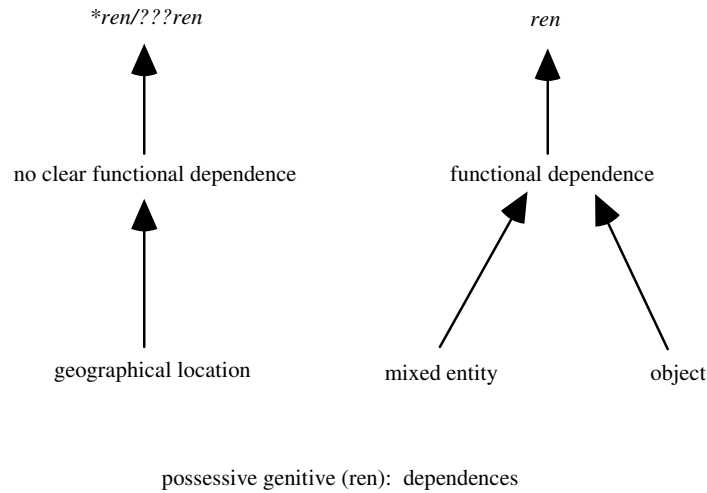 *ren/???ren
ren
no clear functional dependence
functional dependence
geographical location
mixed entity
object
possessive genitive (ren): dependences